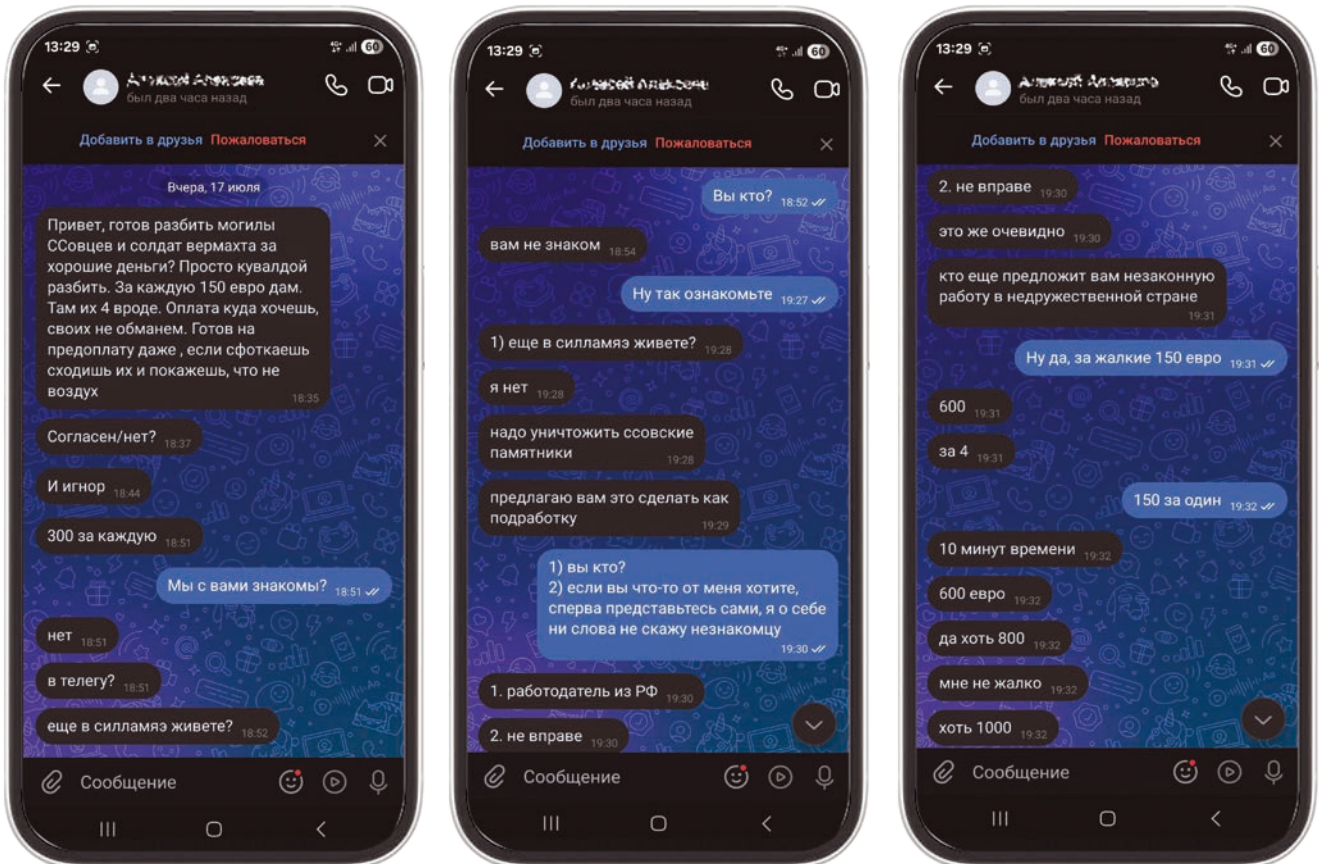 13:29
4G+
60
был два часа назад
Добавить в друзья Пожаловаться
Вчера, 17 июля
Привет, готов разбить могилы
ССовцев и солдат вермахта за
хорошие деньги? Просто кувалдой
разбить. За каждую 150 евро дам.
Там их 4 вроде. Оплата куда хочешь,
своих не обманем. Готов на
предоплату даже , если сфоткаешь
сходишь их и покажешь, что не
воздух
18:35
Согласен/нет? 18:37
И игнор 18:44
300 за каждую 18:51
Мы с вами знакомы? 18:51
нет 18:51
в телегу? 18:51
еще в силламяэ живете? 18:52
Сообщение
13:29
4G+
60
был два часа назад
Добавить в друзья Пожаловаться
Вы кто? 18:52
вам не знаком 18:54
Ну так ознакомьте 19:27
1) еще в силламяэ живете? 19:28
я нет 19:28
надо уничтожить ссовские
памятники 19:28
предлагаю вам это сделать как
подработку 19:29
1) вы кто?
2) если вы что-то от меня хотите,
сперва представьтесь сами, я о себе
ни слова не скажу незнакомцу
19:30
1. работодатель из РФ 19:30
2. не вправе 19:30
Сообщение
13:29
4G+
60
был два часа назад
Добавить в друзья Пожаловаться
2. не вправе 19:30
это же очевидно 19:30
кто еще предложит вам незаконную
работу в недружественной стране
19:31
Ну да, за жалкие 150 евро 19:31
600 19:31
за 4 19:31
150 за один 19:32
10 минут времени 19:32
600 евро 19:32
да хоть 800 19:32
мне не жалко 19:32
хоть 1000 19:32
Сообщение